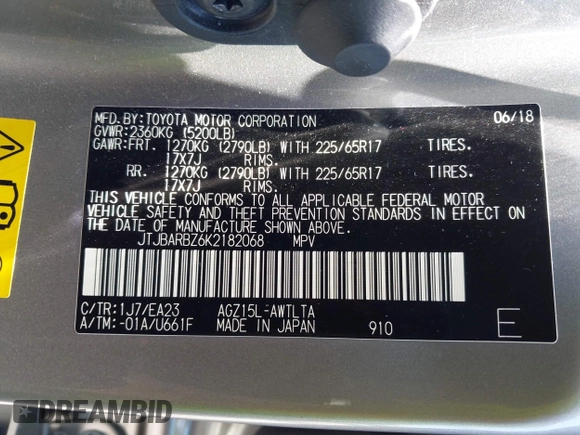 MFD.BY:TOYOTA MOTOR CORPORATION 06/18
GVWR:2360KG (5200LB)
GAWR:FRT. 1270KG (2790LB) WITH 225/65R17 TIRES.
17X7J RIMS.
RR. 1270KG (2790LB) WITH 225/65R17 TIRES.
17X7J RIMS.
THIS VEHICLE CONFORMS TO ALL APPLICABLE FEDERAL MOTOR
VEHICLE SAFETY AND THEFT PREVENTION STANDARDS IN EFFECT ON
THE DATE OF MANUFACTURE SHOWN ABOVE.
JTJBARBZ6K2182068 MPV
C/TR:1J7/EA23 AGZ15L-AWTLTA
A/TM:-01A/U661F MADE IN JAPAN 910 E
DREAMBID